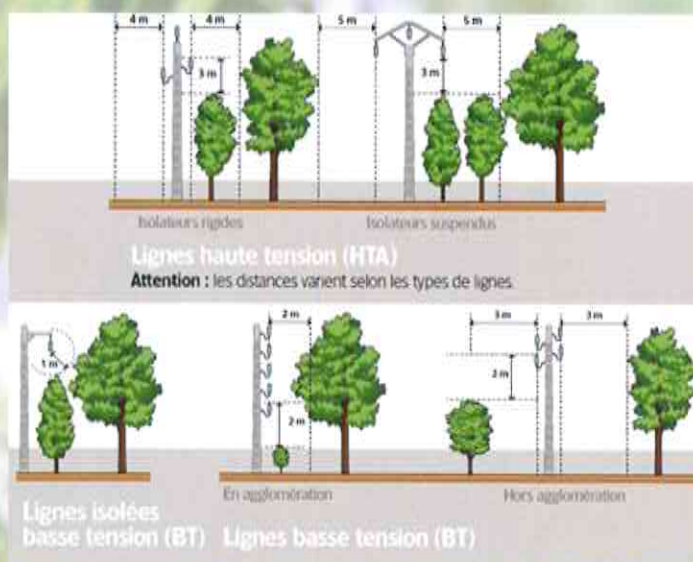 4 m 4 m 5 m 5 m
3 m 3 m
Isolateurs rigides Isolateurs suspendus
Lignes haute tension (HTA)
Attention : les distances varient selon les types de lignes.
2 m 3 m 3 m
1 m 2 m
2 m
En agglomération Hors agglomération
Lignes isolées
basse tension (BT) Lignes basse tension (BT)